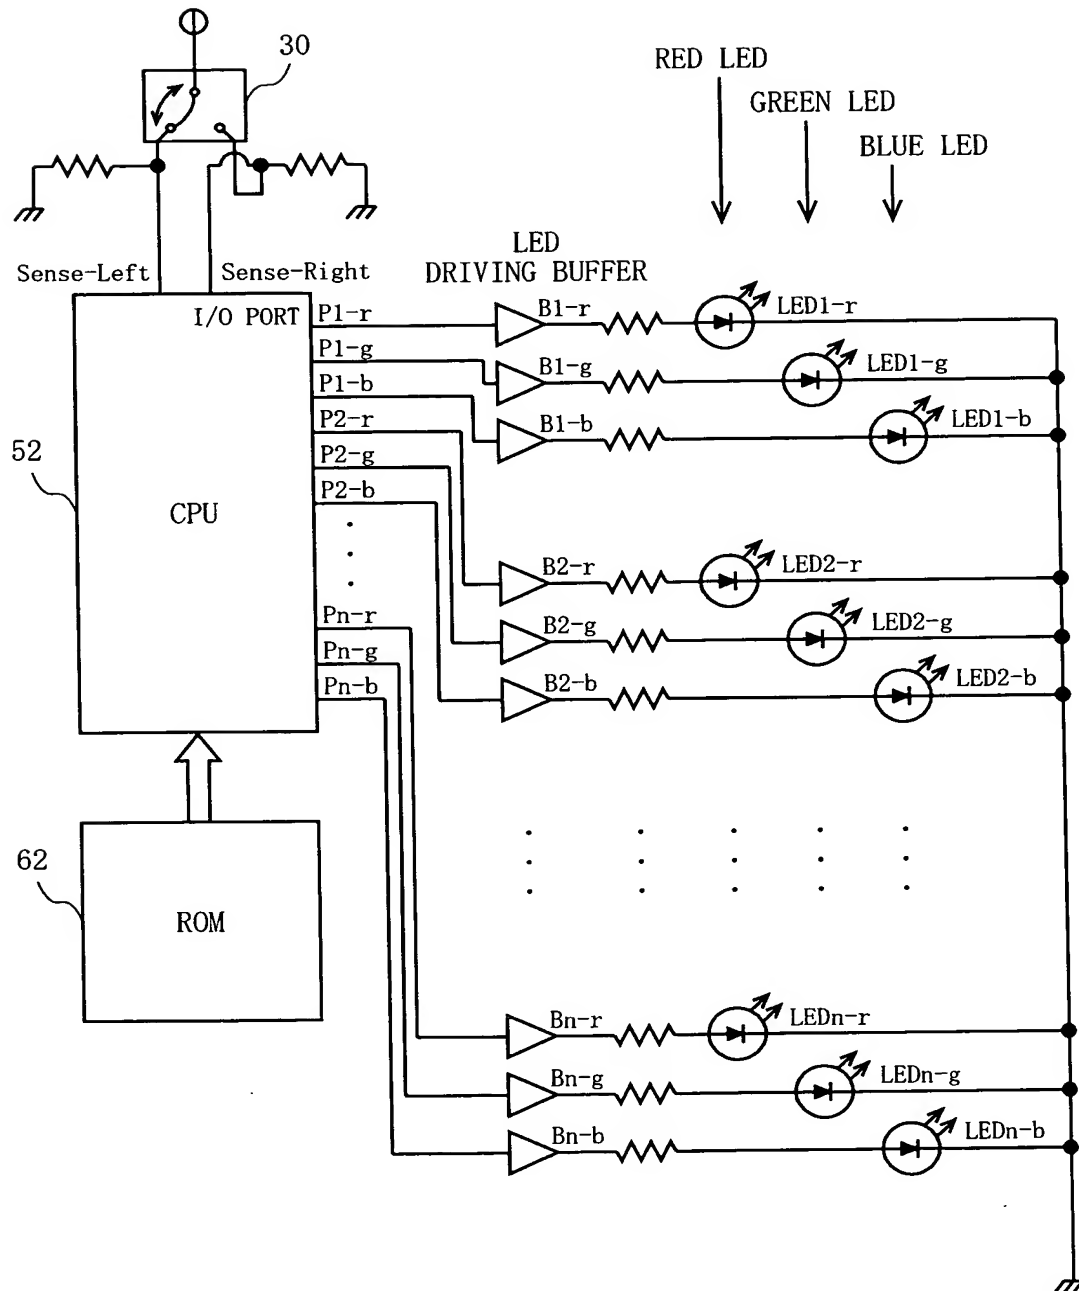 30
RED LED
GREEN LED
BLUE LED
LED
DRIVING BUFFER
Sense-Left
Sense-Right
I/O PORT
P1-r
P1-g
P1-b
P2-r
P2-g
P2-b
Pn-r
Pn-g
Pn-b
52
CPU
62
ROM
B1-r
LED1-r
B1-g
LED1-g
B1-b
LED1-b
B2-r
LED2-r
B2-g
LED2-g
B2-b
LED2-b
Bn-r
LEDn-r
Bn-g
LEDn-g
Bn-b
LEDn-b